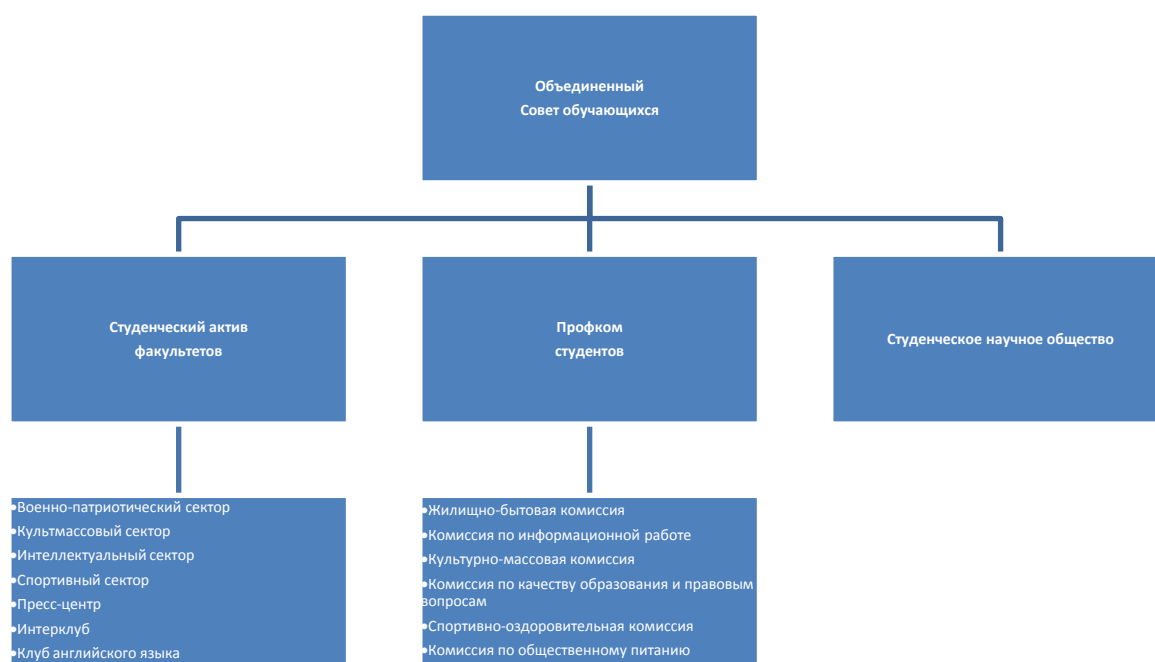 Объединенный
Совет обучающихся
Студенческий актив
факультетов
Профком
студентов
Студенческое научное общество
•Военно-патриотический сектор
•Культмассовый сектор
•Интеллектуальный сектор
•Спортивный сектор
•Пресс-центр
•Интерклуб
•Клуб английского языка
•Жилищно-бытовая комиссия
•Комиссия по информационной работе
•Культурно-массовая комиссия
•Комиссия по качеству образования и правовым
вопросам
•Спортивно-оздоровительная комиссия
•Комиссия по общественному питанию